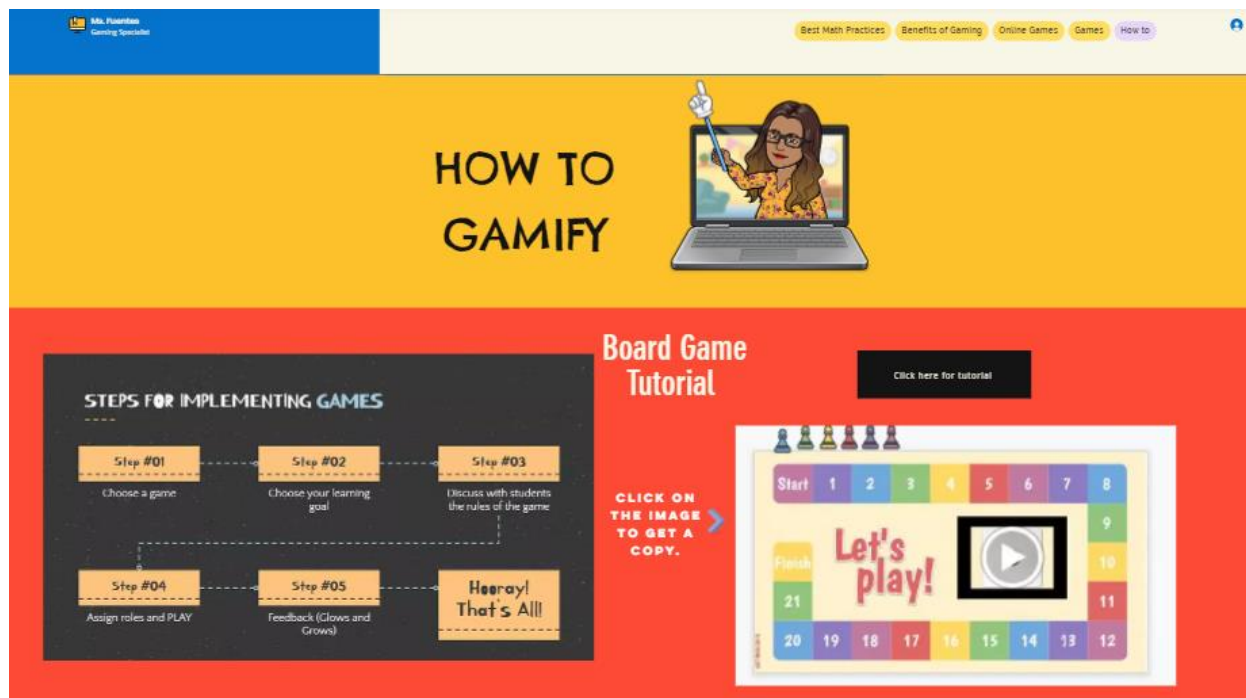 Ms. Fuentes
Gaming Specialist
Best Math Practices
Benefits of Gaming
Online Games
Games
How to
HOW TO
GAMIFY
Board Game
Tutorial
Click here for tutorial
STEPS FOR IMPLEMENTING GAMES
Step #01
Choose a game
Step #02
Choose your learning
goal
Step #03
Discuss with students
the rules of the game
Step #04
Assign roles and PLAY
Step #05
Feedback (Glows and
Grows)
Hooray!
That's All!
CLICK ON
THE IMAGE
TO GET A
COPY.
Start 1 2 3 4 5 6 7 8
9
Let's
play!
Finish
10
21
11
20 19 18 17 16 15 14 13 12